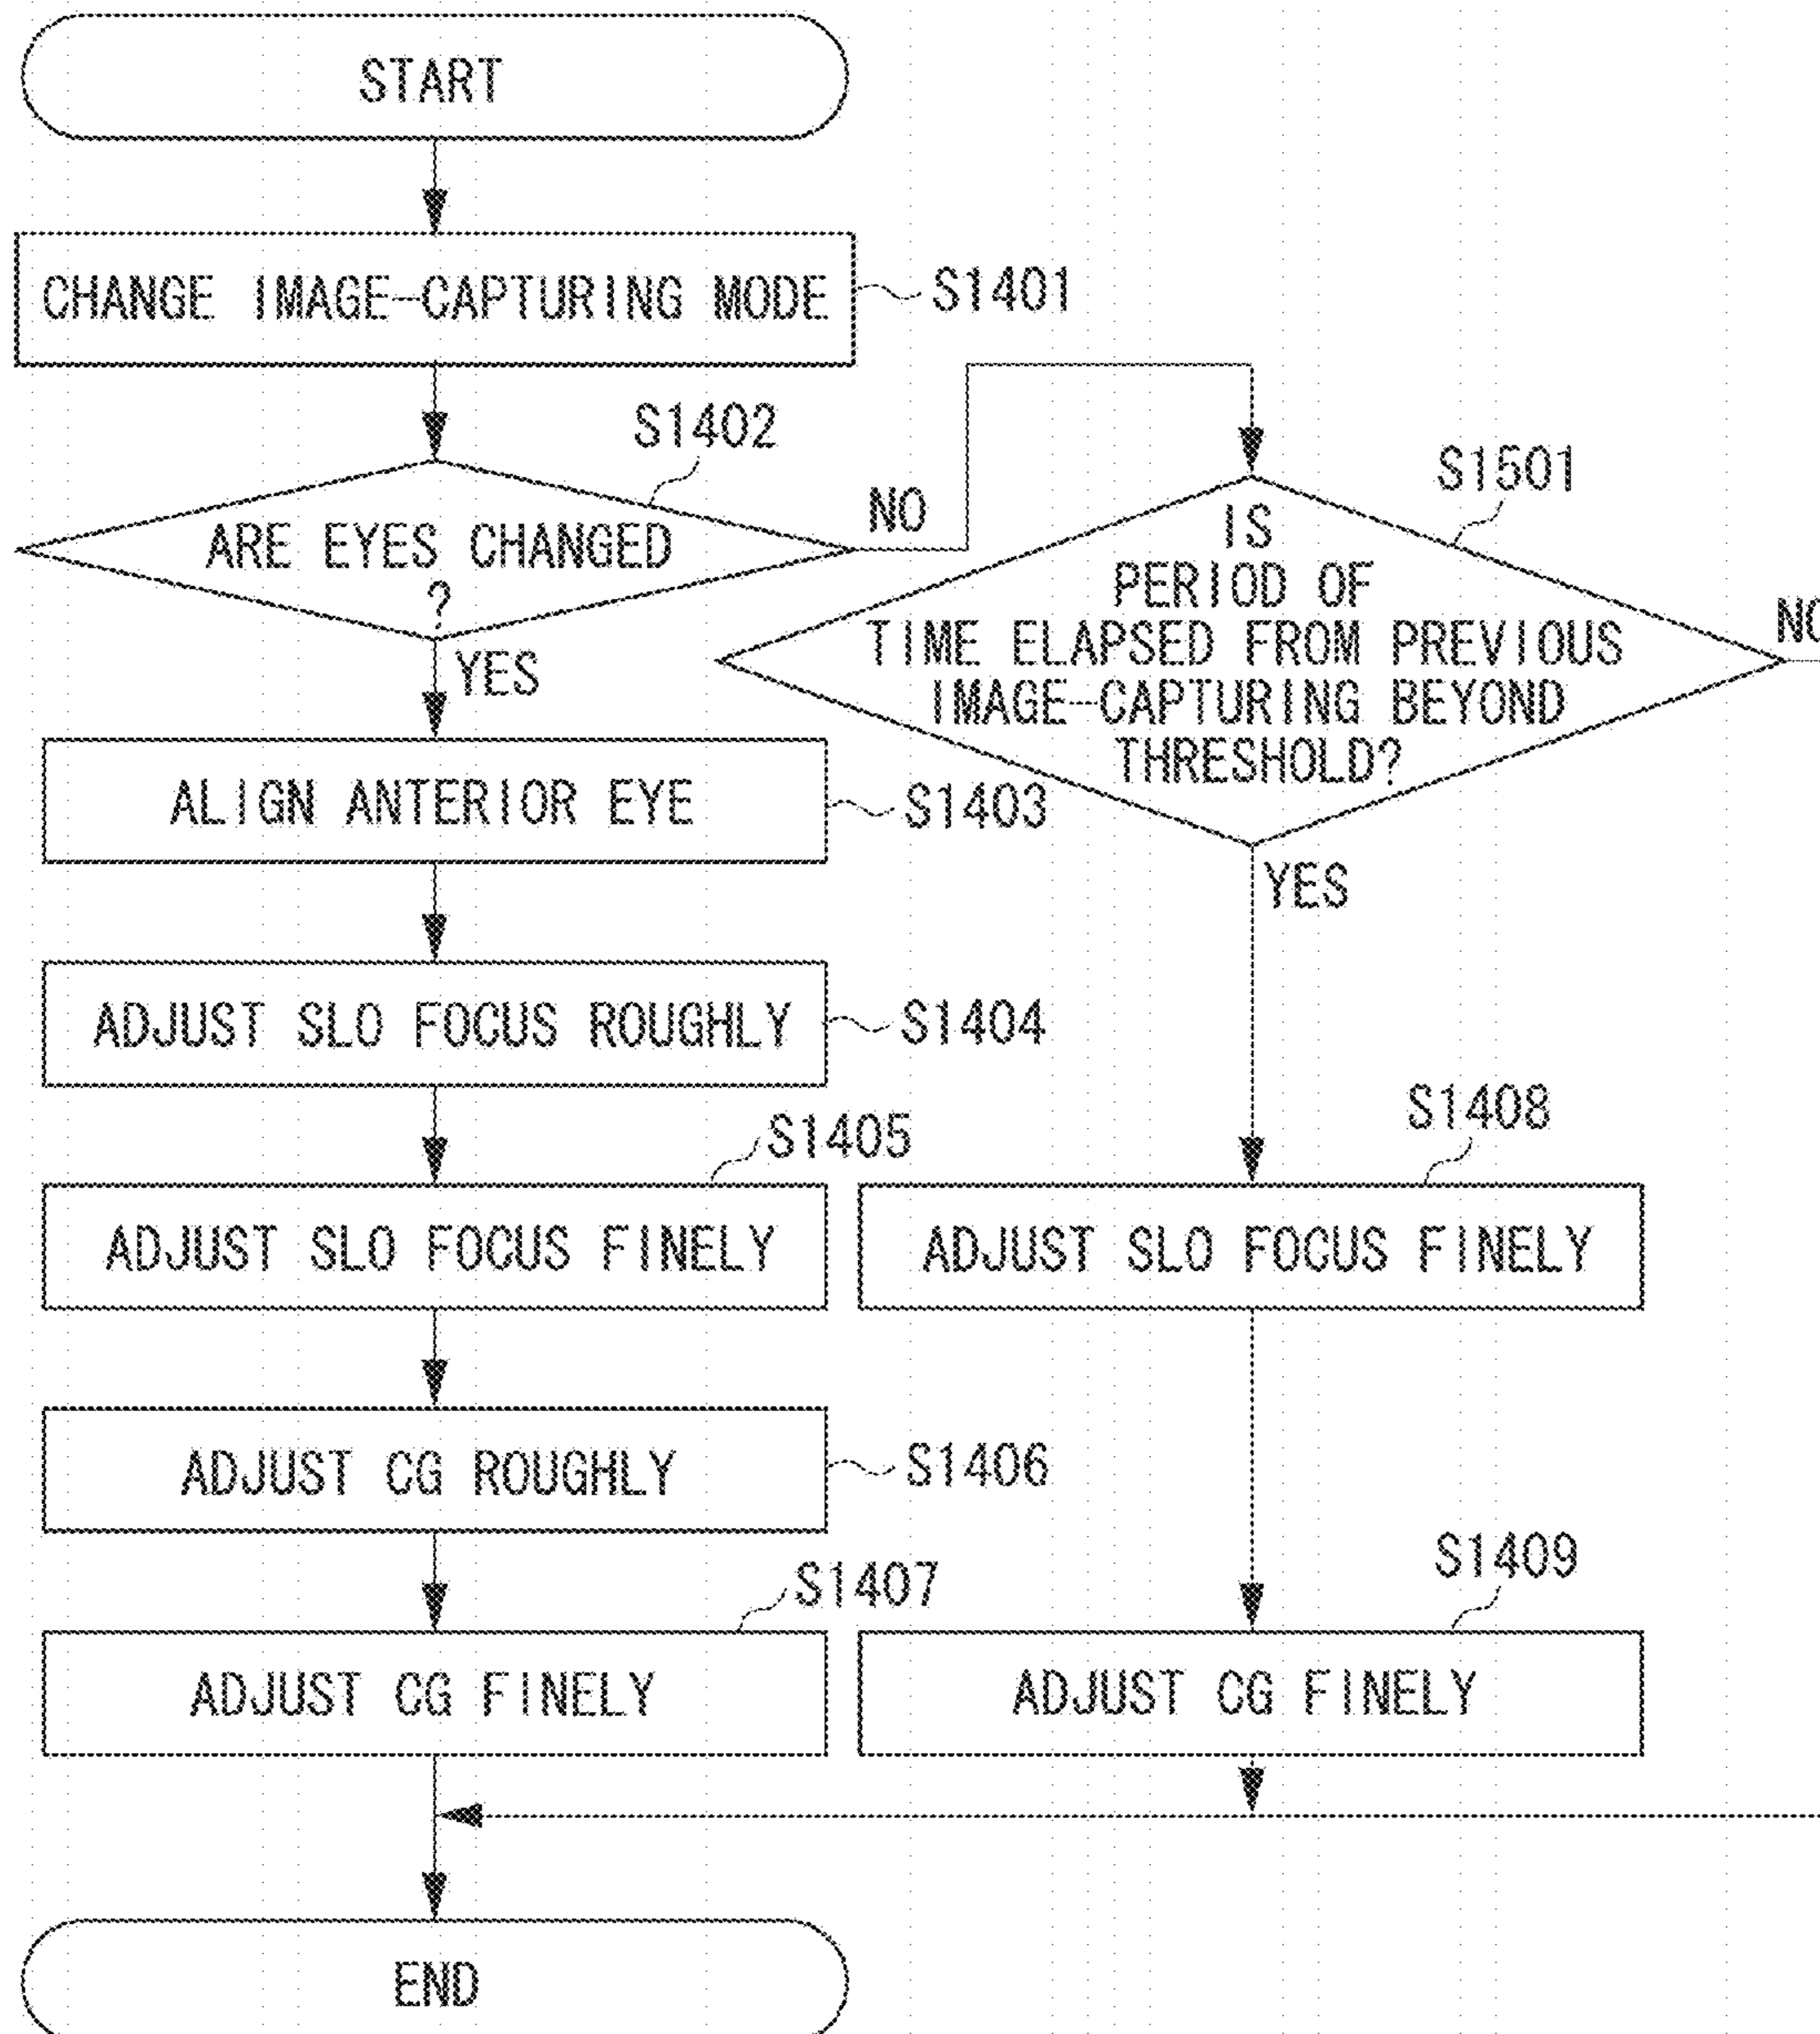 START
CHANGE IMAGE-CAPTURING MODE
S1401
S1402
ARE EYES CHANGED
?
NO
YES
S1501
IS
PERIOD OF
TIME ELAPSED FROM PREVIOUS
IMAGE-CAPTURING BEYOND
THRESHOLD?
NO
YES
ALIGN ANTERIOR EYE
S1403
ADJUST SLO FOCUS ROUGHLY
S1404
S1405
ADJUST SLO FOCUS FINELY
S1408
ADJUST SLO FOCUS FINELY
ADJUST CG ROUGHLY
S1406
S1407
ADJUST CG FINELY
S1409
ADJUST CG FINELY
END